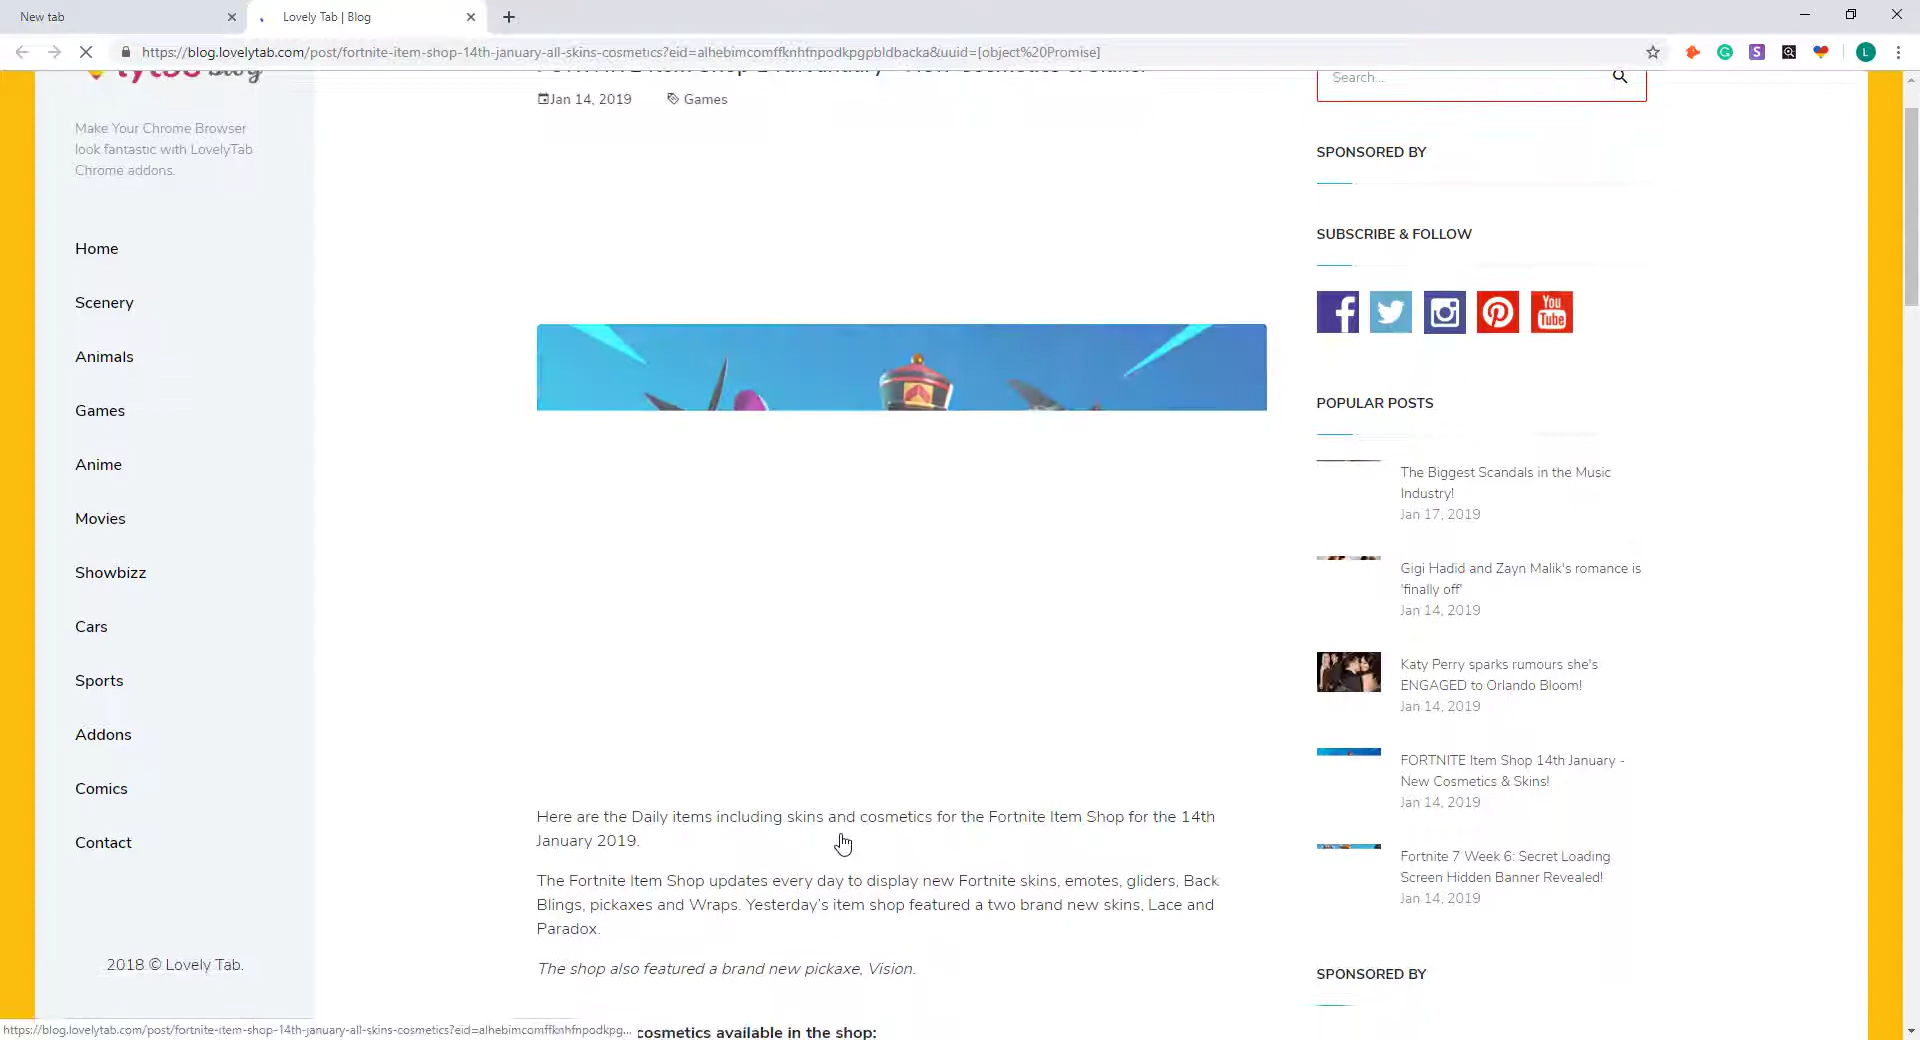 New tab
Lovely Tab | Blog
https://blog.lovelytab.com/post/fortnite-item-shop-14th-january-all-skins-cosmetics?eid=alhebimcomffknhfnpodkpgpbldbacka&uuid=[object%20Promise]
L
blog
Make Your Chrome Browser
look fantastic with LovelyTab
Chrome addons.
Home
Scenery
Animals
Games
Anime
Movies
Showbizz
Cars
Sports
Addons
Comics
Contact
2018 © Lovely Tab.
FORTNITE Item Shop 14th January - New Cosmetics & Skins!
Jan 14, 2019
Games
Here are the Daily items including skins and cosmetics for the Fortnite Item Shop for the 14th
January 2019.
The Fortnite Item Shop updates every day to display new Fortnite skins, emotes, gliders, Back
Blings, pickaxes and Wraps. Yesterday's item shop featured a two brand new skins, Lace and
Paradox.
The shop also featured a brand new pickaxe, Vision.
cosmetics available in the shop:
Search...
SPONSORED BY
SUBSCRIBE & FOLLOW
You
Tube
POPULAR POSTS
The Biggest Scandals in the Music
Industry!
Jan 17, 2019
Gigi Hadid and Zayn Malik's romance is
'finally off'
Jan 14, 2019
Katy Perry sparks rumours she's
ENGAGED to Orlando Bloom!
Jan 14, 2019
FORTNITE Item Shop 14th January -
New Cosmetics & Skins!
Jan 14, 2019
Fortnite 7 Week 6: Secret Loading
Screen Hidden Banner Revealed!
Jan 14, 2019
SPONSORED BY
https://blog.lovelytab.com/post/fortnite-item-shop-14th-january-all-skins-cosmetics?eid=alhebimcomffknhfnpodkpg...